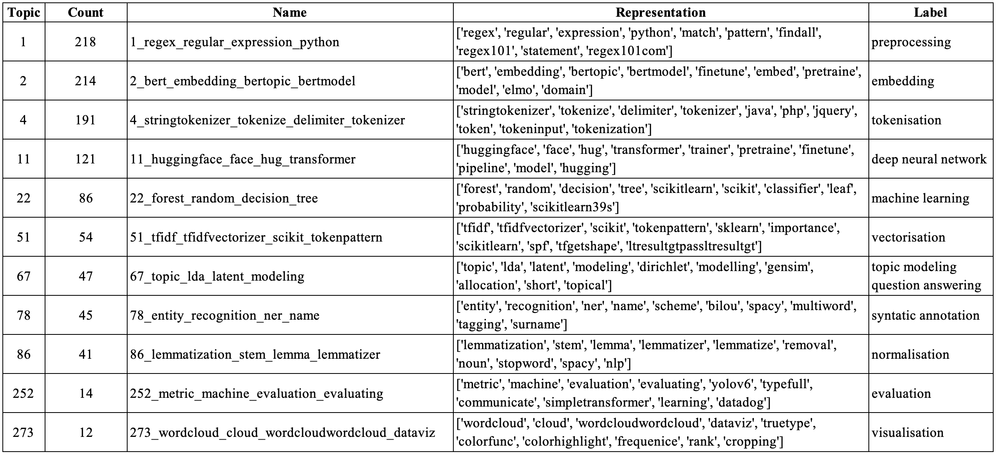 Topic Count Name Representation Label
1 218 1_regex_regular_expression_python ['regex', 'regular', 'expression', 'python', 'match', 'pattern', 'findall', 'regex101', 'statement', 'regex101com'] preprocessing
2 214 2_bert_embedding_bertopic_bertmodel ['bert', 'embedding', 'bertopic', 'bertmodel', 'finetune', 'embed', 'pretraine', 'model', 'elmo', 'domain'] embedding
4 191 4_stringtokenizer_tokenize_delimiter_tokenizer ['stringtokenizer', 'tokenize', 'delimiter', 'tokenizer', 'java', 'php', 'jquery', 'token', 'tokeninput', 'tokenization'] tokenisation
11 121 11_huggingface_face_hug_transformer ['huggingface', 'face', 'hug', 'transformer', 'trainer', 'pretraine', 'finetune', 'pipeline', 'model', 'hugging'] deep neural network
22 86 22_forest_random_decision_tree ['forest', 'random', 'decision', 'tree', 'scikitlearn', 'scikit', 'classifier', 'leaf', 'probability', 'scikitlearn39s'] machine learning
51 54 51_tfidf_tfidfvectorizer_scikit_tokenpattern ['tfidf', 'tfidfvectorizer', 'scikit', 'tokenpattern', 'sklearn', 'importance', 'scikitlearn', 'spf', 'tfgetshape', 'ltresultgtpassltresultgt'] vectorisation
67 47 67_topic_lda_latent_modeling ['topic', 'lda', 'latent', 'modeling', 'dirichlet', 'modelling', 'gensim', 'allocation', 'short', 'topical'] topic modeling question answering
78 45 78_entity_recognition_ner_name ['entity', 'recognition', 'ner', 'name', 'scheme', 'bilou', 'spacy', 'multiword', 'tagging', 'surname'] syntatic annotation
86 41 86_lemmatization_stem_lemma_lemmatizer ['lemmatization', 'stem', 'lemma', 'lemmatizer', 'lemmatize', 'removal', 'noun', 'stopword', 'spacy', 'nlp'] normalisation
252 14 252_metric_machine_evaluation_evaluating ['metric', 'machine', 'evaluation', 'evaluating', 'yolov6', 'typefull', 'communicate', 'simpletransformer', 'learning', 'datadog'] evaluation
273 12 273_wordcloud_cloud_wordcloudwordcloud_dataviz ['wordcloud', 'cloud', 'wordcloudwordcloud', 'dataviz', 'truetype', 'colorfunc', 'colorhighlight', 'frequenice', 'rank', 'cropping'] visualisation